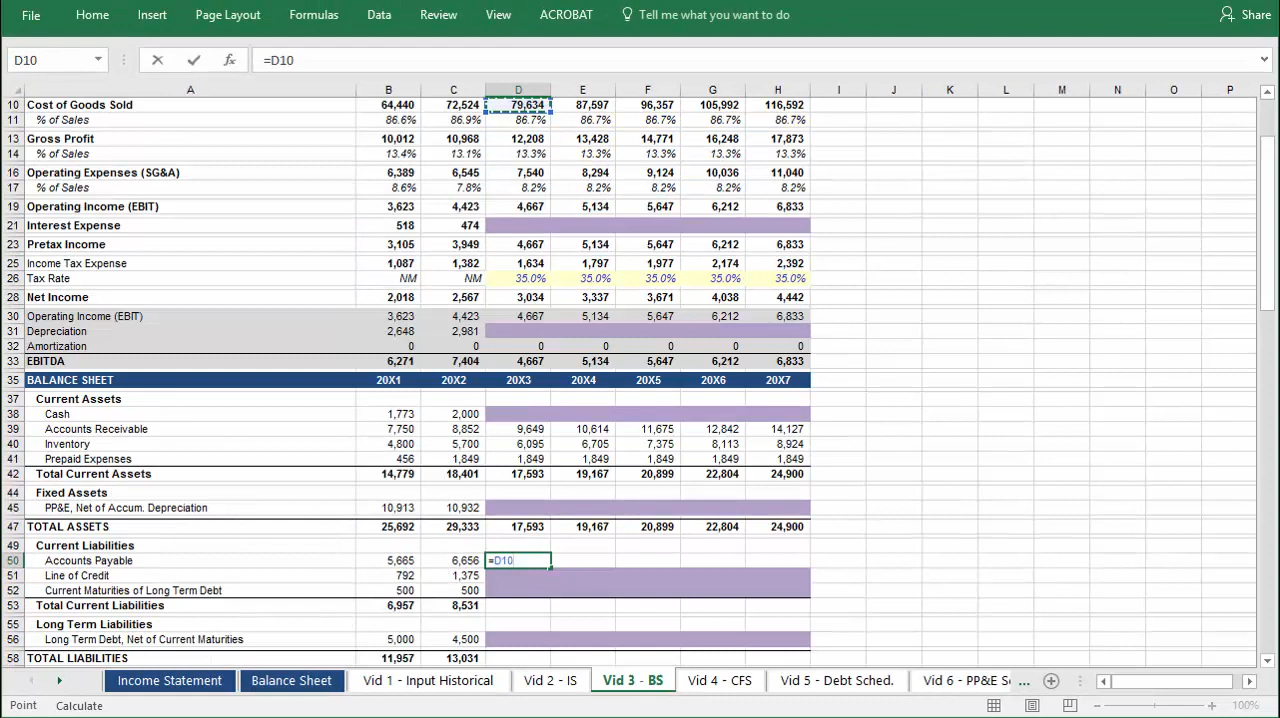 File Home Insert Page Layout Formulas Data Review View ACROBAT Tell me what you want to do Share
D10 fx =D10
A B C D E F G H I J K L M N O P
10 Cost of Goods Sold 64,440 72,524 79,634 87,597 96,357 105,992 116,592
11 % of Sales 86.6% 86.9% 86.7% 86.7% 86.7% 86.7% 86.7%
13 Gross Profit 10,012 10,968 12,208 13,428 14,771 16,248 17,873
14 % of Sales 13.4% 13.1% 13.3% 13.3% 13.3% 13.3% 13.3%
16 Operating Expenses (SG&A) 6,389 6,545 7,540 8,294 9,124 10,036 11,040
17 % of Sales 8.6% 7.8% 8.2% 8.2% 8.2% 8.2% 8.2%
19 Operating Income (EBIT) 3,623 4,423 4,667 5,134 5,647 6,212 6,833
21 Interest Expense 518 474
23 Pretax Income 3,105 3,949 4,667 5,134 5,647 6,212 6,833
25 Income Tax Expense 1,087 1,382 1,634 1,797 1,977 2,174 2,392
26 Tax Rate NM NM 35.0% 35.0% 35.0% 35.0% 35.0%
28 Net Income 2,018 2,567 3,034 3,337 3,671 4,038 4,442
30 Operating Income (EBIT) 3,623 4,423 4,667 5,134 5,647 6,212 6,833
31 Depreciation 2,648 2,981
32 Amortization 0 0 0 0 0 0 0
33 EBITDA 6,271 7,404 4,667 5,134 5,647 6,212 6,833
35 BALANCE SHEET 20X1 20X2 20X3 20X4 20X5 20X6 20X7
37 Current Assets
38 Cash 1,773 2,000
39 Accounts Receivable 7,750 8,852 9,649 10,614 11,675 12,842 14,127
40 Inventory 4,800 5,700 6,095 6,705 7,375 8,113 8,924
41 Prepaid Expenses 456 1,849 1,849 1,849 1,849 1,849 1,849
42 Total Current Assets 14,779 18,401 17,593 19,167 20,899 22,804 24,900
44 Fixed Assets
45 PP&E, Net of Accum. Depreciation 10,913 10,932
47 TOTAL ASSETS 25,692 29,333 17,593 19,167 20,899 22,804 24,900
49 Current Liabilities
50 Accounts Payable 5,665 6,656 =D10
51 Line of Credit 792 1,375
52 Current Maturities of Long Term Debt 500 500
53 Total Current Liabilities 6,957 8,531
55 Long Term Liabilities
56 Long Term Debt, Net of Current Maturities 5,000 4,500
58 TOTAL LIABILITIES 11,957 13,031
Income Statement Balance Sheet Vid 1 - Input Historical Vid 2 - IS Vid 3 - BS Vid 4 - CFS Vid 5 - Debt Sched. Vid 6 - PP&E Sc ...
Point Calculate 100%